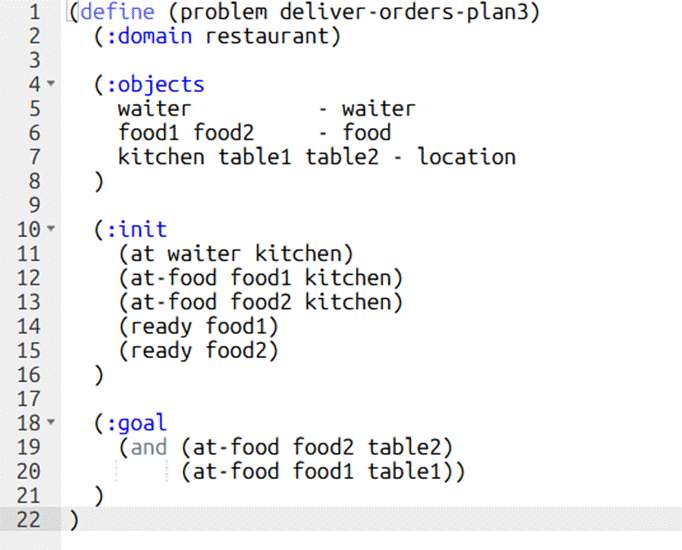 1 (define (problem deliver-orders-plan3)
2   (:domain restaurant)
3
4   (:objects
5     waiter          - waiter
6     food1 food2     - food
7     kitchen table1 table2 - location
8   )
9
10   (:init
11     (at waiter kitchen)
12     (at-food food1 kitchen)
13     (at-food food2 kitchen)
14     (ready food1)
15     (ready food2)
16   )
17
18   (:goal
19     (and (at-food food2 table2)
20          (at-food food1 table1))
21   )
22 )